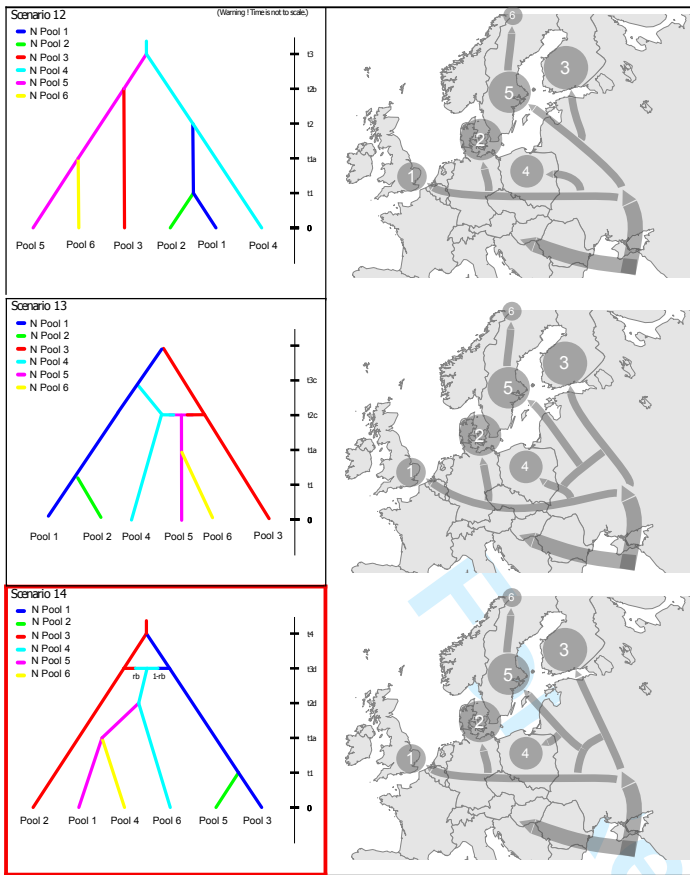 Scenario 12
(Warning ! Time is not to scale.)
N Pool 1
N Pool 2
N Pool 3
N Pool 4
N Pool 5
N Pool 6
t3
t2b
t2
t1a
t1
0
Pool 5 Pool 6 Pool 3 Pool 2 Pool 1 Pool 4
6
3
5
2
1
4
Scenario 13
N Pool 1
N Pool 2
N Pool 3
N Pool 4
N Pool 5
N Pool 6
t3c
t2c
t1a
t1
0
Pool 1 Pool 2 Pool 4 Pool 5 Pool 6 Pool 3
6
3
5
2
1
4
Scenario 14
N Pool 1
N Pool 2
N Pool 3
N Pool 4
N Pool 5
N Pool 6
t4
t3d
rb 1-rb
t2d
t1a
t1
0
Pool 2 Pool 1 Pool 4 Pool 6 Pool 5 Pool 3
6
3
5
2
1
4